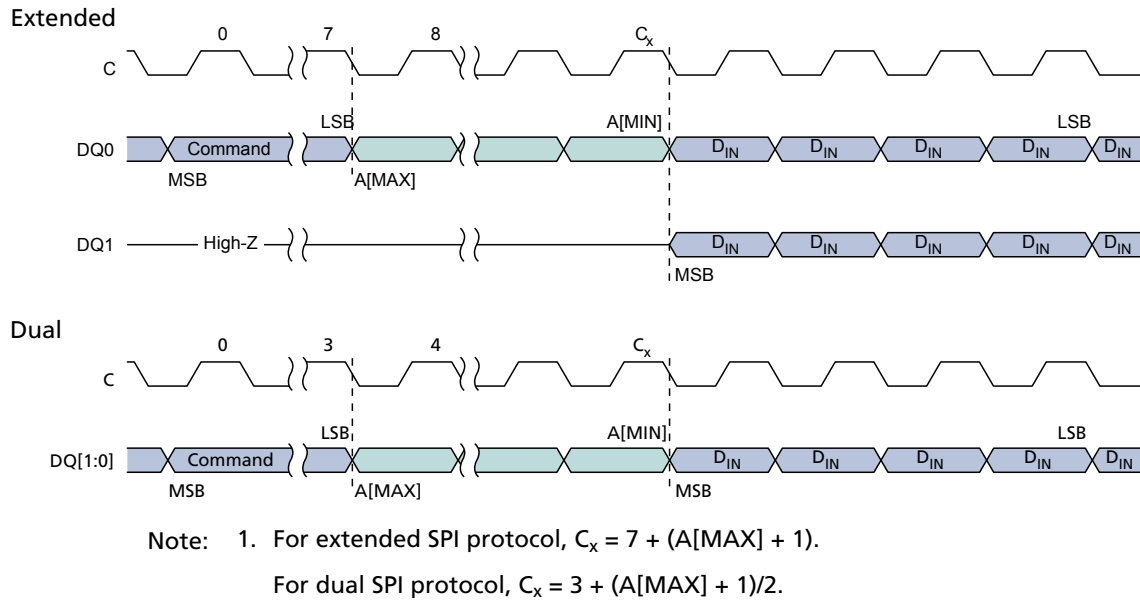 Extended
0 7 8 Cx
C
LSB A[MIN] LSB
DQ0 Command DIN DIN DIN DIN DIN
MSB A[MAX]
DQ1 High-Z DIN DIN DIN DIN DIN
MSB
Dual
0 3 4 Cx
C
LSB A[MIN] LSB
DQ[1:0] Command DIN DIN DIN DIN DIN
MSB A[MAX] MSB
Note: 1. For extended SPI protocol, Cx = 7 + (A[MAX] + 1).
For dual SPI protocol, Cx = 3 + (A[MAX] + 1)/2.